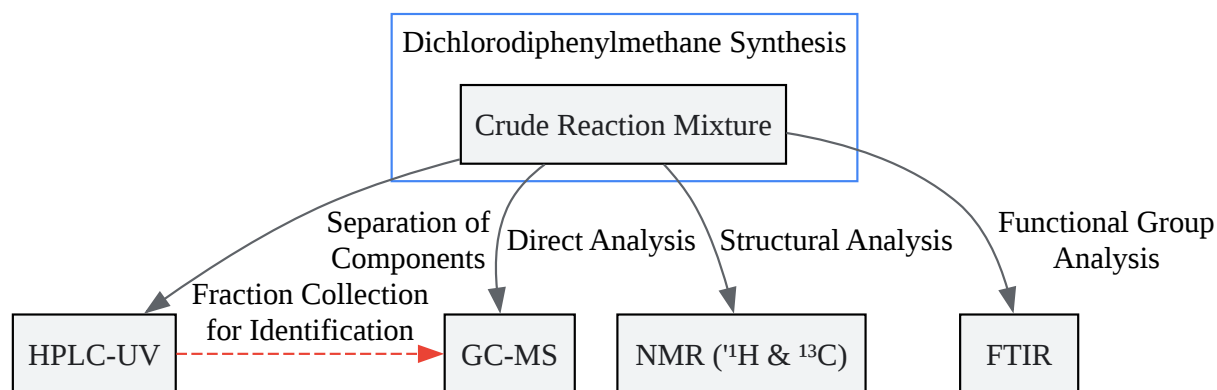 Dichlorodiphenylmethane Synthesis
Crude Reaction Mixture
Separation of
Components
Direct Analysis
Structural Analysis
Functional Group
Analysis
Fraction Collection
for Identification
HPLC-UV
GC-MS
NMR ('¹H & ¹³C)
FTIR